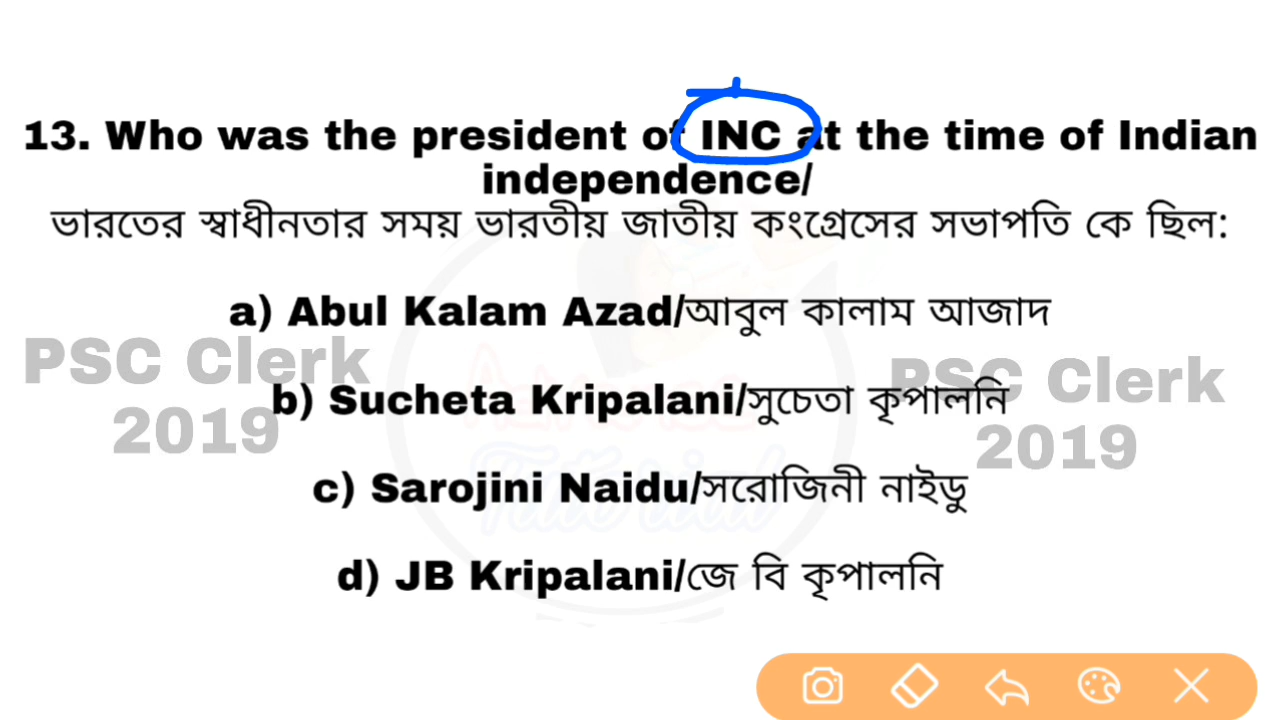 13. Who was the president of INC at the time of Indian
independence/
ভারতের স্বাধীনতার সময় ভারতীয় জাতীয় কংগ্রেসের সভাপতি কে ছিল:
a) Abul Kalam Azad/আবুল কালাম আজাদ
PSC Clerk
2019
PSC Clerk
2019
b) Sucheta Kripalani/সুচেতা কৃপালনি
c) Sarojini Naidu/সরোজিনী নাইডু
d) JB Kripalani/জে বি কৃপালনি